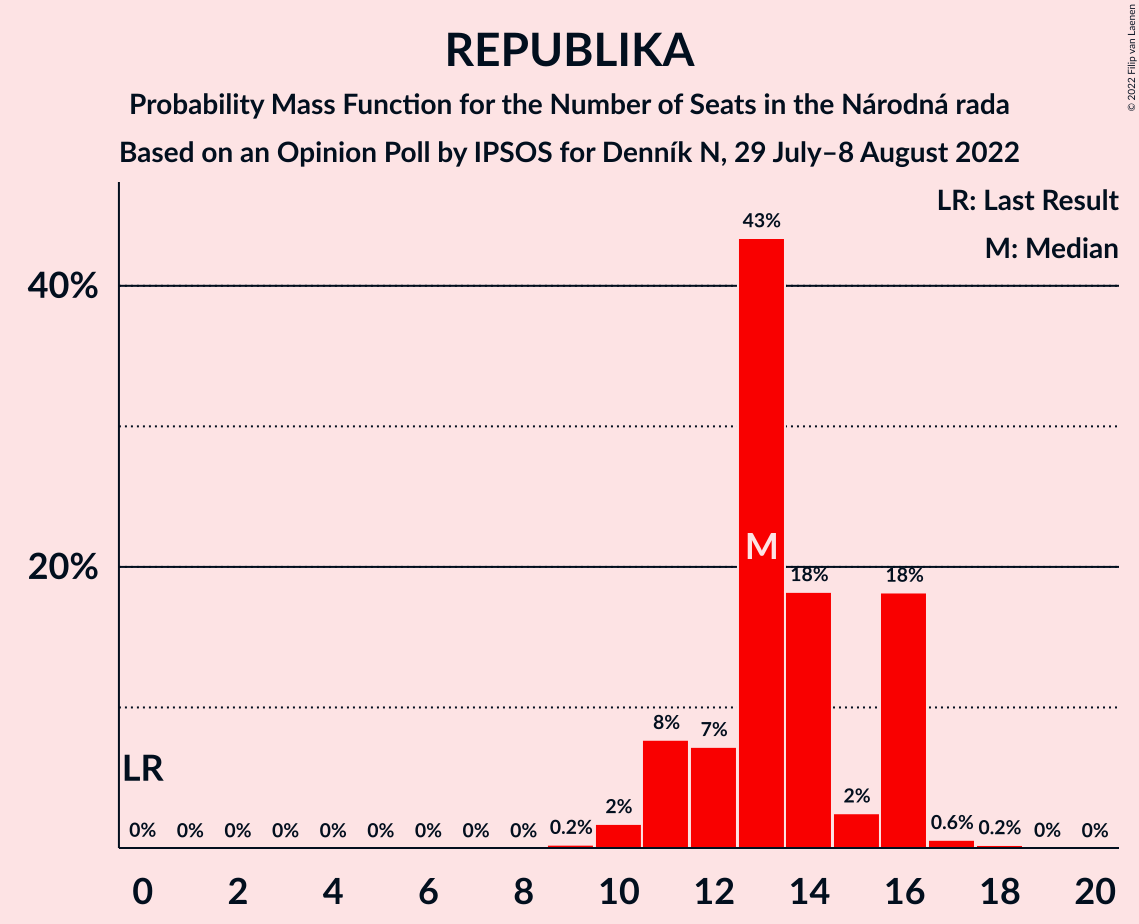 REPUBLIKA
Probability Mass Function for the Number of Seats in the Národná rada
Based on an Opinion Poll by IPSOS for Denník N, 29 July–8 August 2022
© 2022 Filip van Laenen
LR: Last Result
M: Median
43%
40%
M
20%
18%
18%
8%
7%
LR
2%
2%
0% 0% 0% 0% 0% 0% 0% 0% 0% 0.2% 0.6% 0.2% 0% 0%
0 2 4 6 8 10 12 14 16 18 20